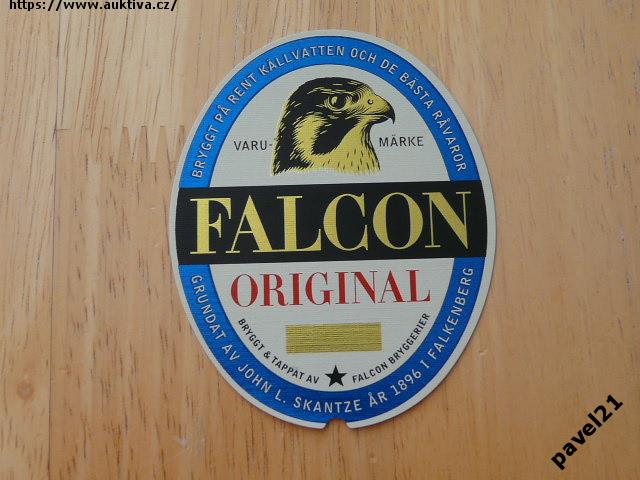 https://www.auktiva.cz/
BRYGGT PÅ RENT KÄLLVATTEN OCH DE BÄSTA RÅVAROR
VARU-MÄRKE
FALCON
ORIGINAL
BRYGGT & TAPPAT AV ★ FALCON BRYGGERIER
GRUNDAT AV JOHN L. SKANTZE ÅR 1896 I FALKENBERG
pavel21